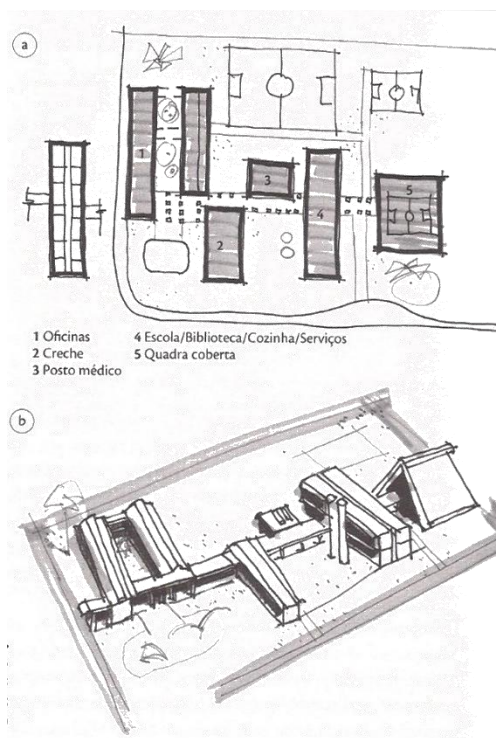 a
1
2
3
4
5
1 Oficinas
2 Creche
3 Posto médico
4 Escola/Biblioteca/Cozinha/Serviços
5 Quadra coberta
b